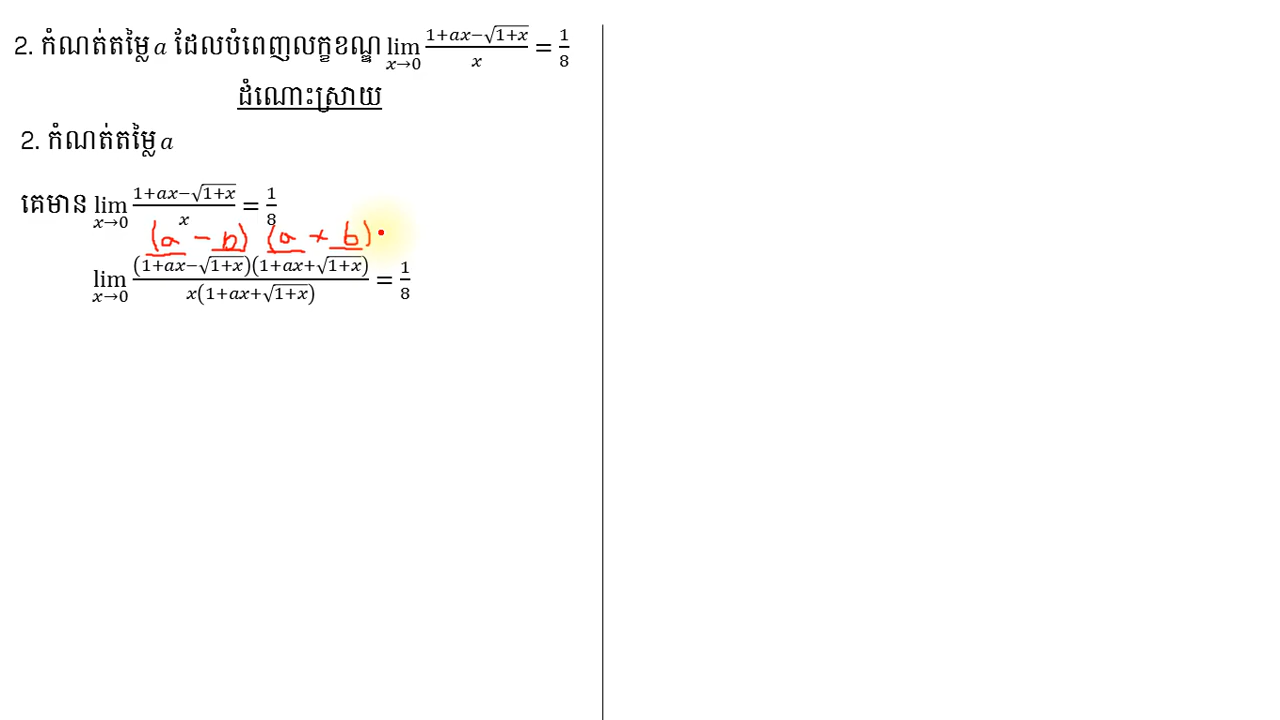 2. កំណត់តម្លៃ a ដែលបំពេញលក្ខខណ្ឌ lim x→0 (1+ax−√(1+x))/x = 1/8
ដំណោះស្រាយ
2. កំណត់តម្លៃ a
គេមាន lim x→0 (1+ax−√(1+x))/x = 1/8
(a − b) (a + b)
lim x→0 (1+ax−√(1+x))(1+ax+√(1+x))/x(1+ax+√(1+x)) = 1/8